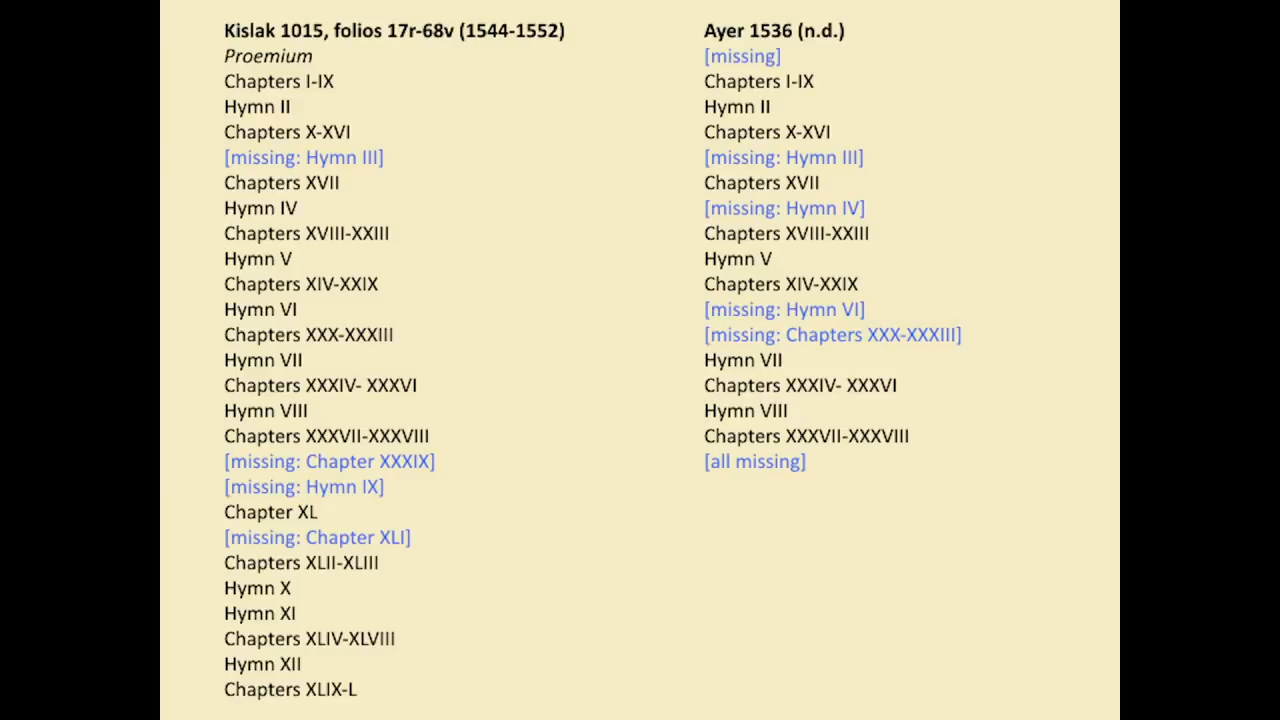 Kislak 1015, folios 17r-68v (1544-1552)
Proemium
Chapters I-IX
Hymn II
Chapters X-XVI
[missing: Hymn III]
Chapters XVII
Hymn IV
Chapters XVIII-XXIII
Hymn V
Chapters XIV-XXIX
Hymn VI
Chapters XXX-XXXIII
Hymn VII
Chapters XXXIV- XXXVI
Hymn VIII
Chapters XXXVII-XXXVIII
[missing: Chapter XXXIX]
[missing: Hymn IX]
Chapter XL
[missing: Chapter XLI]
Chapters XLII-XLIII
Hymn X
Hymn XI
Chapters XLIV-XLVIII
Hymn XII
Chapters XLIX-L
Ayer 1536 (n.d.)
[missing]
Chapters I-IX
Hymn II
Chapters X-XVI
[missing: Hymn III]
Chapters XVII
[missing: Hymn IV]
Chapters XVIII-XXIII
Hymn V
Chapters XIV-XXIX
[missing: Hymn VI]
[missing: Chapters XXX-XXXIII]
Hymn VII
Chapters XXXIV- XXXVI
Hymn VIII
Chapters XXXVII-XXXVIII
[all missing]